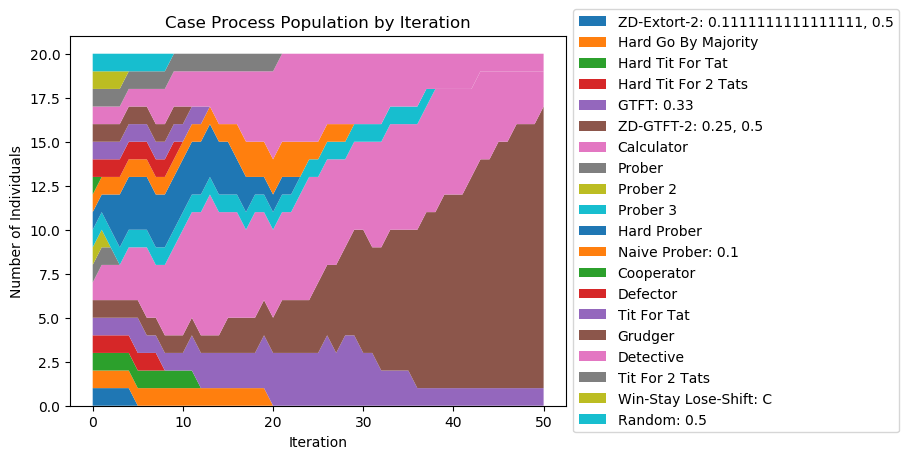 Case Process Population by Iteration
Number of Individuals
20.0
17.5
15.0
12.5
10.0
7.5
5.0
2.5
0.0
0 10 20 30 40 50
Iteration
ZD-Extort-2: 0.1111111111111111, 0.5
Hard Go By Majority
Hard Tit For Tat
Hard Tit For 2 Tats
GTFT: 0.33
ZD-GTFT-2: 0.25, 0.5
Calculator
Prober
Prober 2
Prober 3
Hard Prober
Naive Prober: 0.1
Cooperator
Defector
Tit For Tat
Grudger
Detective
Tit For 2 Tats
Win-Stay Lose-Shift: C
Random: 0.5